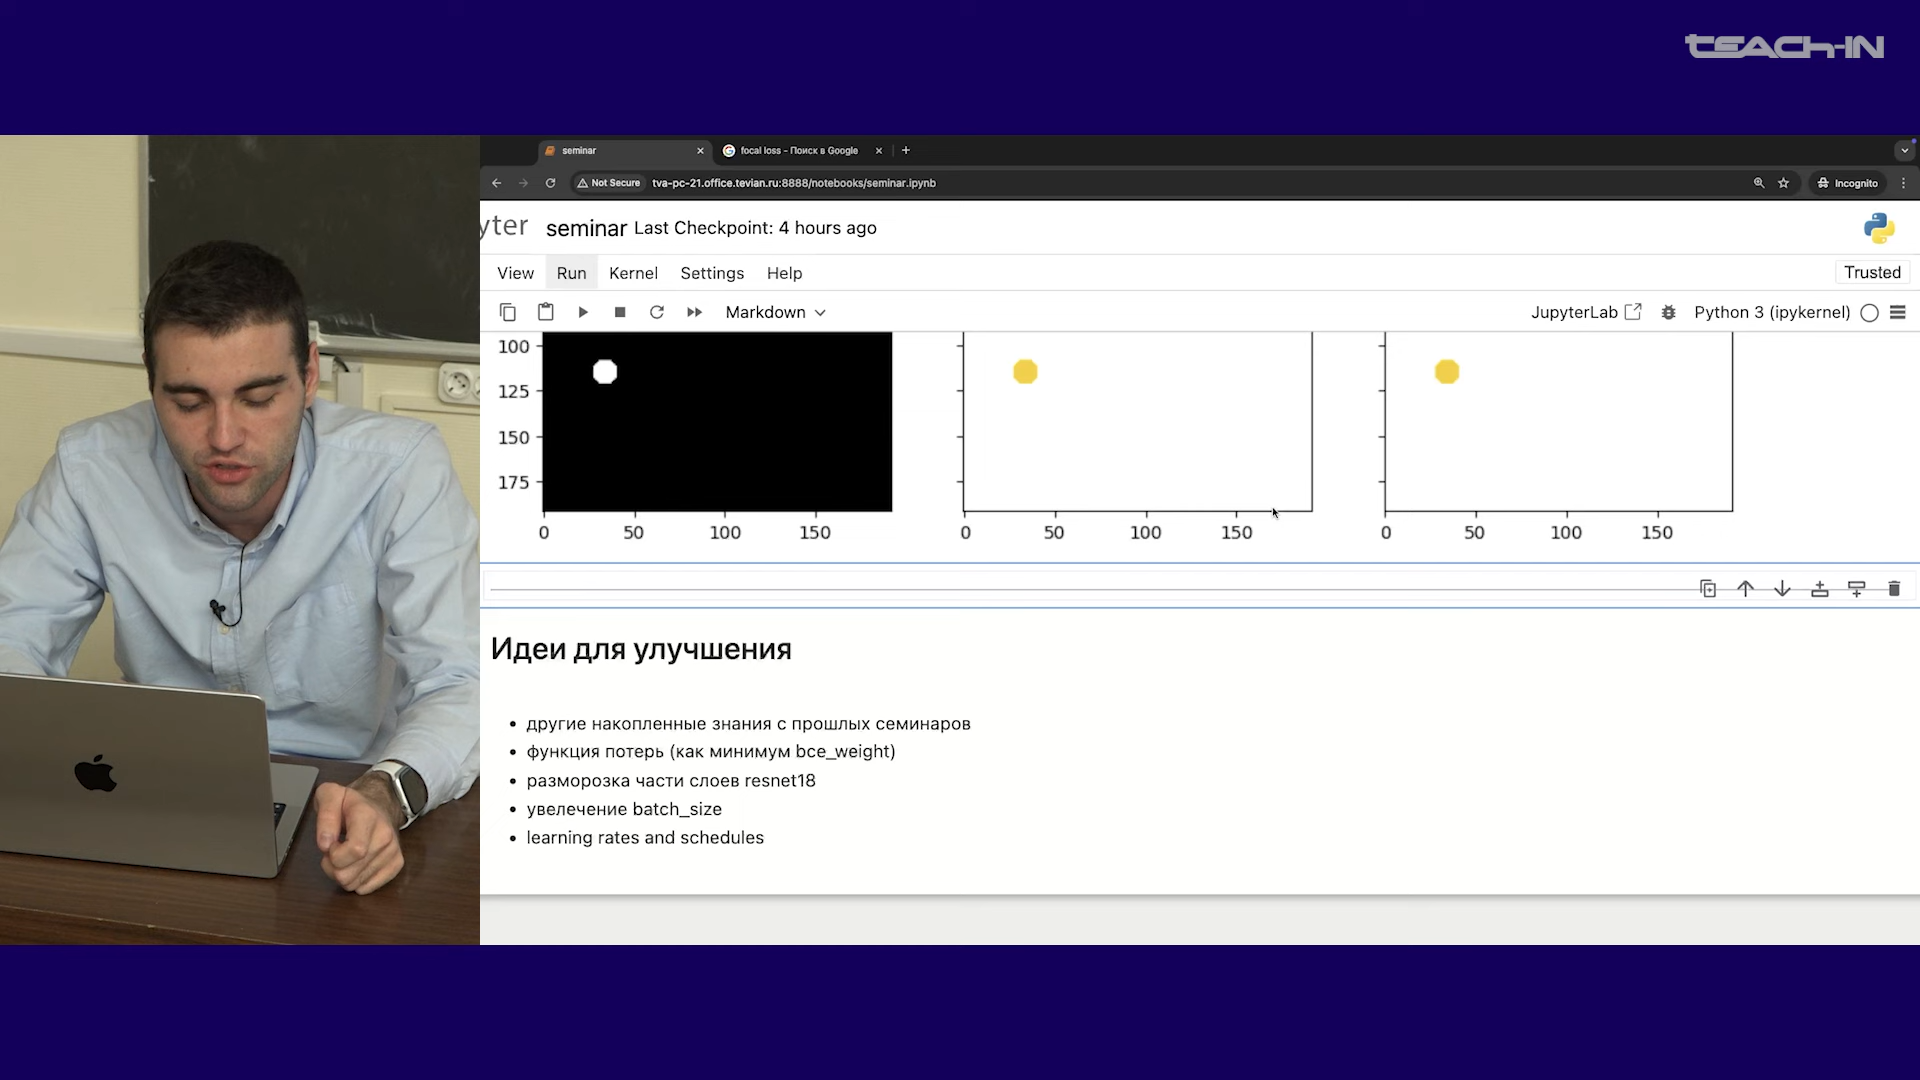 teach-in
seminar
focal loss - Поиск в Google
Not Secure
tva-pc-21.office.tevian.ru:8888/notebooks/seminar.ipynb
Incognito
yter
seminar Last Checkpoint: 4 hours ago
View Run Kernel Settings Help
Trusted
Markdown
JupyterLab
Python 3 (ipykernel)
100
125
150
175
0 50 100 150
0 50 100 150
0 50 100 150
Идеи для улучшения
• другие накопленные знания с прошлых семинаров
• функция потерь (как минимум bce_weight)
• разморозка части слоев resnet18
• увелечение batch_size
• learning rates and schedules